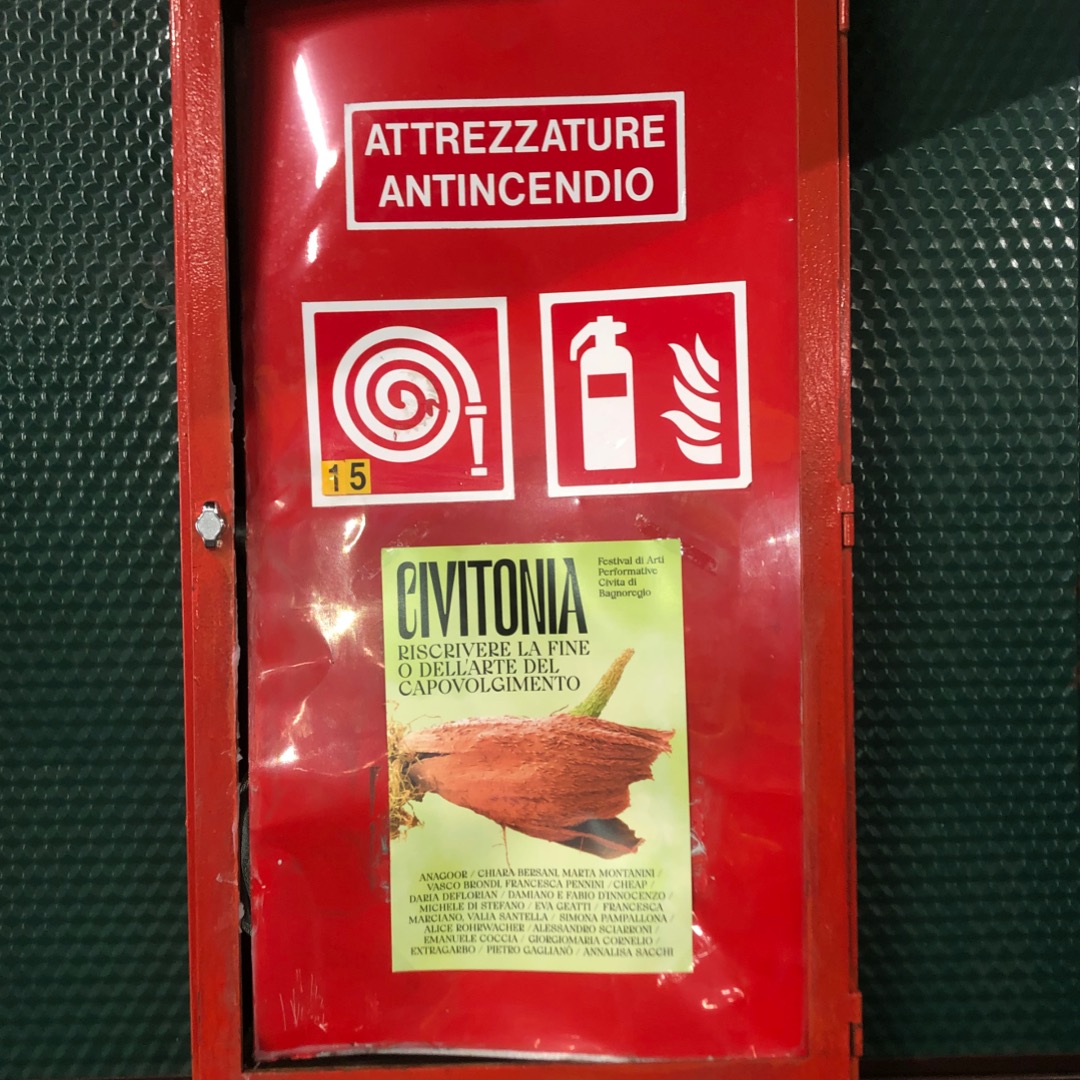 ATTREZZATURE
ANTINCENDIO
15
CIVITONIA
Festival di Arti
Performative
Civita di
Bagnoregio
RISCRIVERE LA FINE
O DELL'ARTE DEL
CAPOVOLGIMENTO
ANAGOOR / CHIARA BERSANI, MARTA MONTANINI /
VASCO BRONDI, FRANCESCA PENNINI / CHEAP /
DARIA DEFLORIAN / DAMIANO E FABIO D'INNOCENZO /
MICHELE DI STEFANO / EVA GEATTI / FRANCESCA
MARCIANO, VALIA SANTELLA / SIMONA PAMPALLONA /
ALICE ROHRWACHER / ALESSANDRO SCIARRONI /
EMANUELE COCCIA / GIORGIOMARIA CORNELIO /
EXTRAGARBO / PIETRO GAGLIANÒ / ANNALISA SACCHI